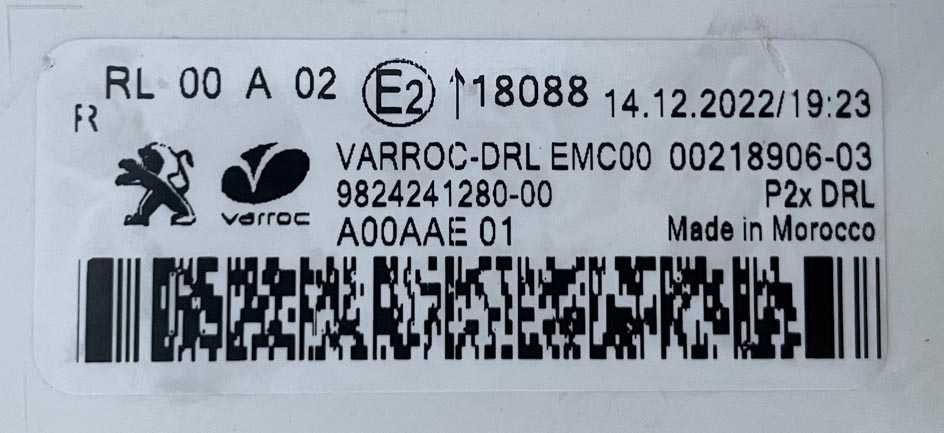 RL 00 A 02 E2 ↑18088 14.12.2022/19:23
R
VARROC-DRL EMC00 00218906-03
varroc 9824241280-00 P2x DRL
A00AAE 01 Made in Morocco